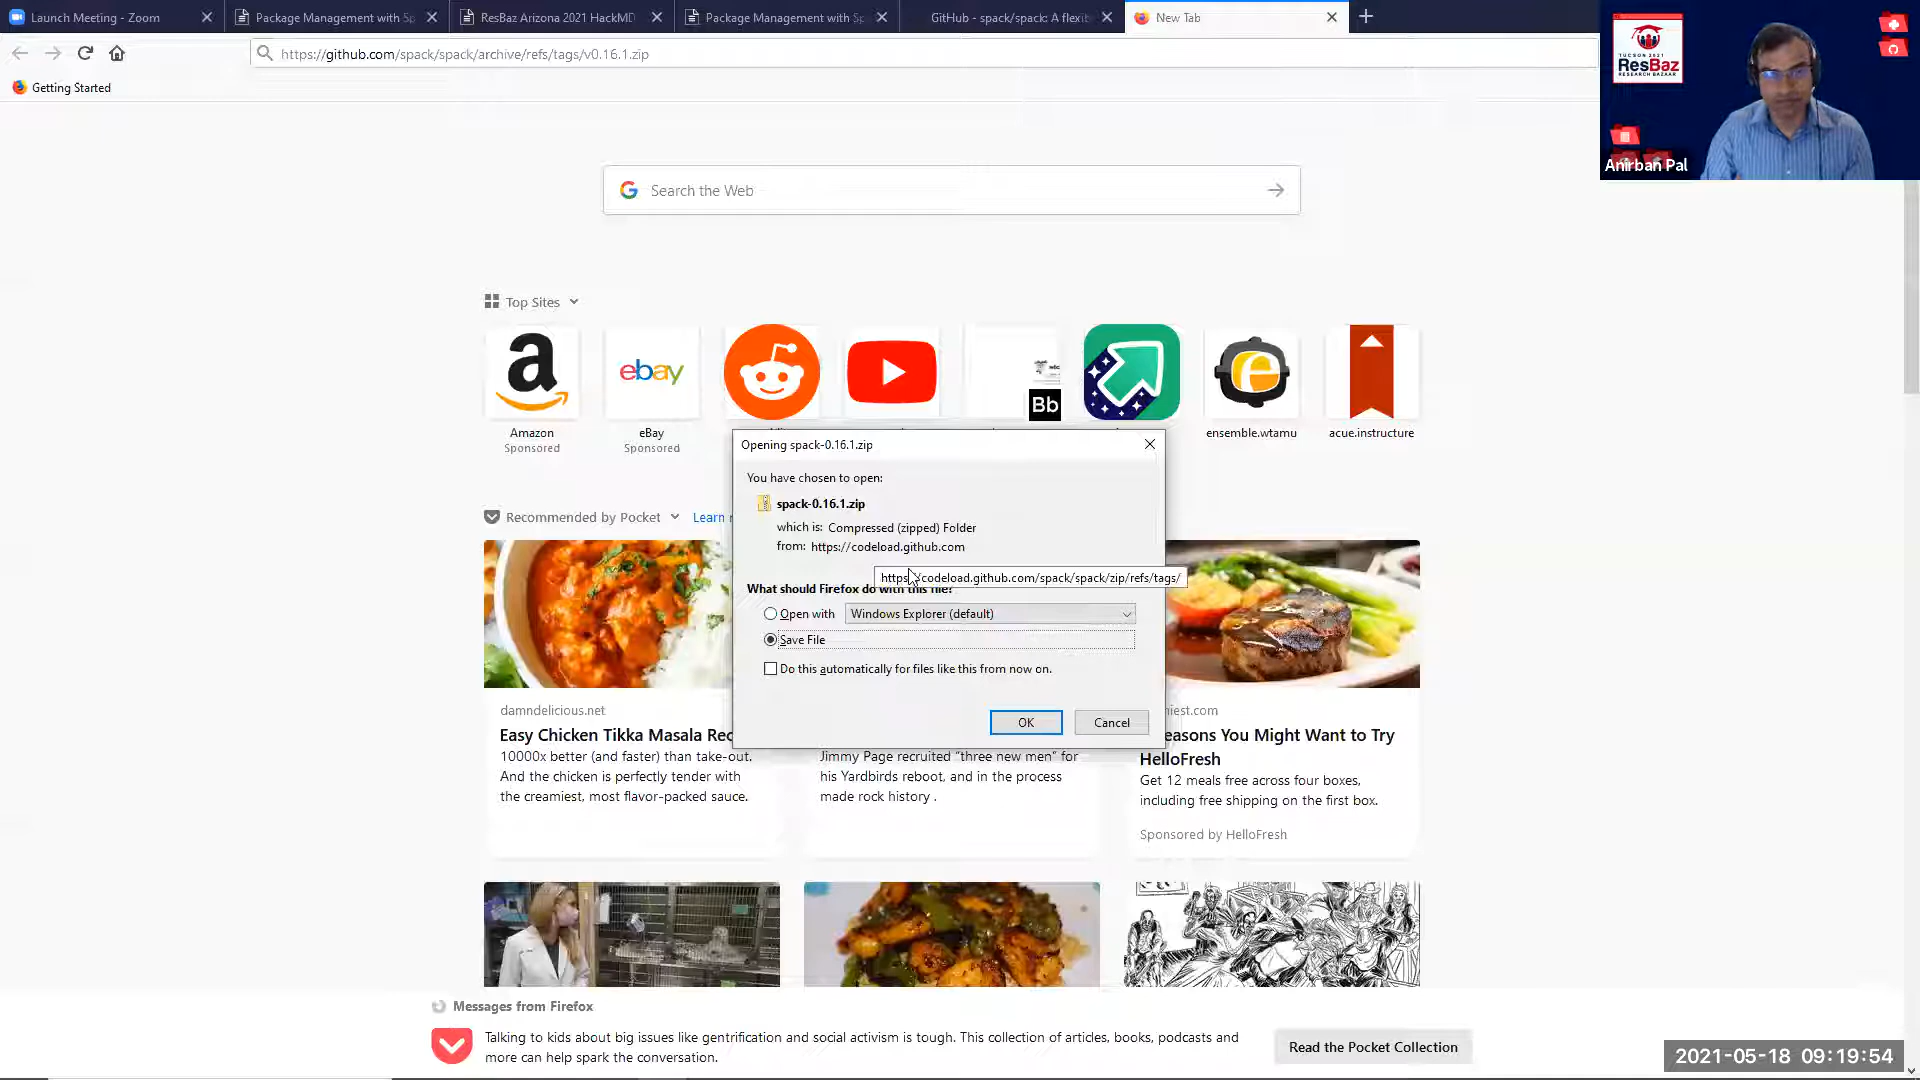 Launch Meeting - Zoom
Package Management with Sp
ResBaz Arizona 2021 HackMD
Package Management with Sp
GitHub - spack/spack: A flexib
New Tab
https://github.com/spack/spack/archive/refs/tags/v0.16.1.zip
Getting Started
TUCSON 2021
ResBaz
RESEARCH BAZAAR
Anirban Pal
Search the Web
Top Sites
a
ebay
Bb
e
Amazon
Sponsored
eBay
Sponsored
ensemble.wtamu
acue.instructure
Opening spack-0.16.1.zip
You have chosen to open:
spack-0.16.1.zip
which is: Compressed (zipped) Folder
from: https://codeload.github.com
https://codeload.github.com/spack/spack/zip/refs/tags/
What should Firefox do with this file?
Open with
Windows Explorer (default)
Save File
Do this automatically for files like this from now on.
OK
Cancel
Recommended by Pocket
Learn
damndelicious.net
Easy Chicken Tikka Masala Rec
10000x better (and faster) than take-out.
And the chicken is perfectly tender with
the creamiest, most flavor-packed sauce.
Jimmy Page recruited “three new men” for
his Yardbirds reboot, and in the process
made rock history .
iest.com
easons You Might Want to Try
HelloFresh
Get 12 meals free across four boxes,
including free shipping on the first box.
Sponsored by HelloFresh
Messages from Firefox
Talking to kids about big issues like gentrification and social activism is tough. This collection of articles, books, podcasts and
more can help spark the conversation.
Read the Pocket Collection
2021-05-18 09:19:54